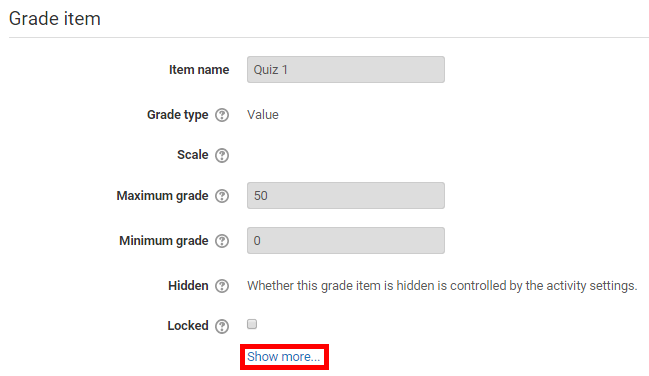 Grade item
Item name Quiz 1
Grade type Value
Scale
Maximum grade 50
Minimum grade 0
Hidden Whether this grade item is hidden is controlled by the activity settings.
Locked
Show more...